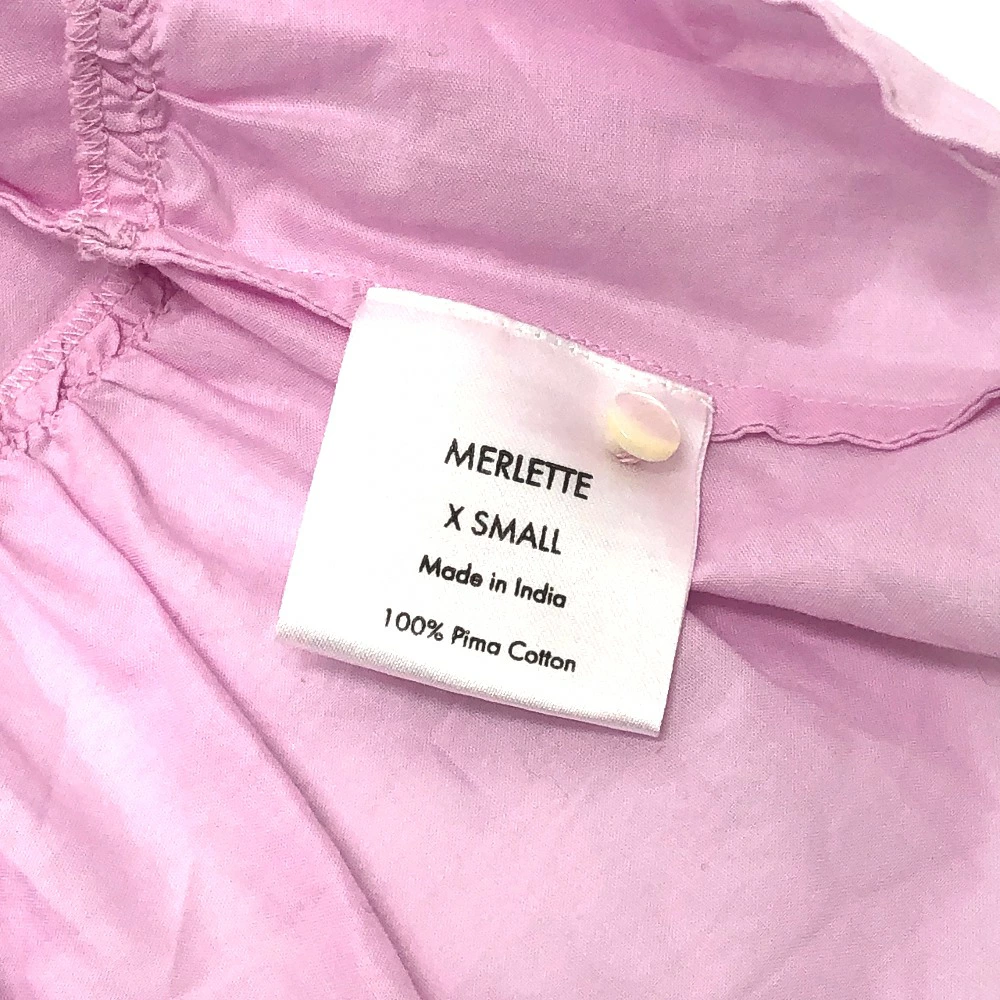 MERLETTE
X SMALL
Made in India
100% Pima Cotton